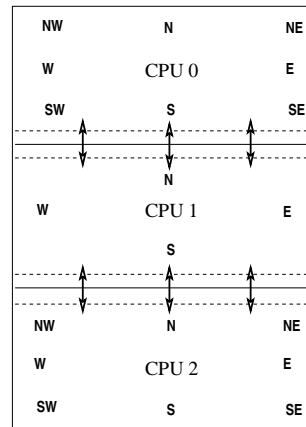 NW N NE
W CPU 0 E
SW S SE
N
W CPU 1 E
S
NW N NE
W CPU 2 E
SW S SE